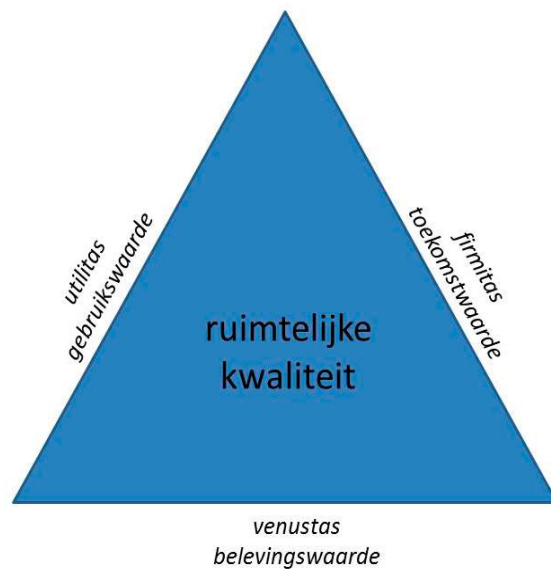 utilitas
gebruikswaarde
firmitas
toekomstwaarde
ruimtelijke
kwaliteit
venustas
belevingswaarde